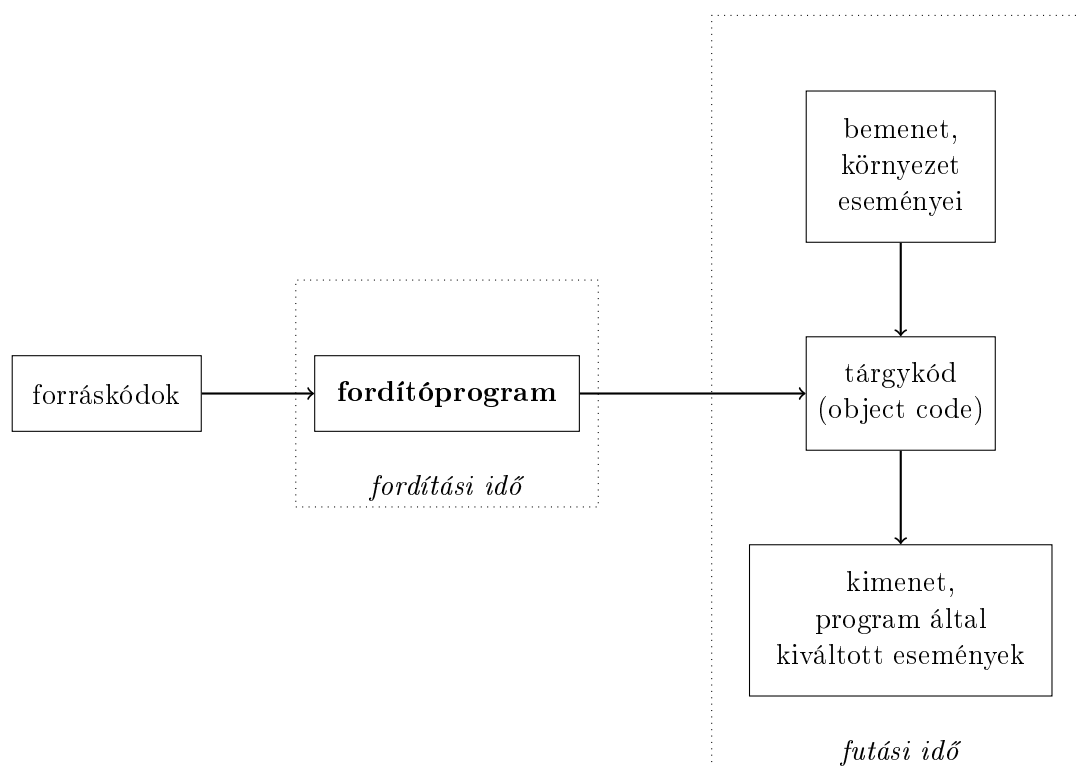 bemenet,
környezet
eseményei
forráskódok
fordítóprogram
tárgykód
(object code)
fordítási idő
kimenet,
program által
kiváltott események
futási idő